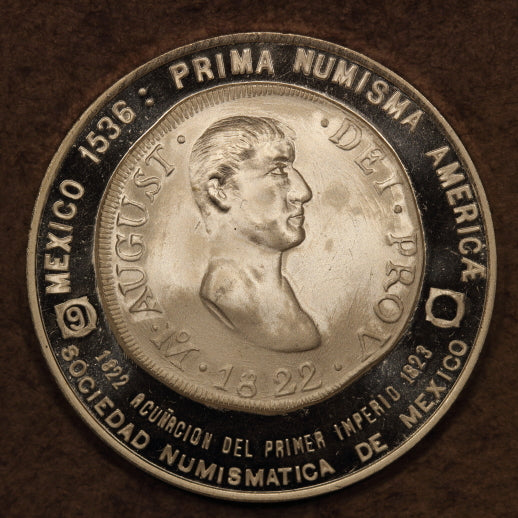 MEXICO 1536: PRIMA NUMISMA AMERICÆ
Mº·AUGUST·DEI·PROV·
·1822·
1822 ACUÑACION DEL PRIMER IMPERIO 1823
SOCIEDAD NUMISMATICA DE MEXICO